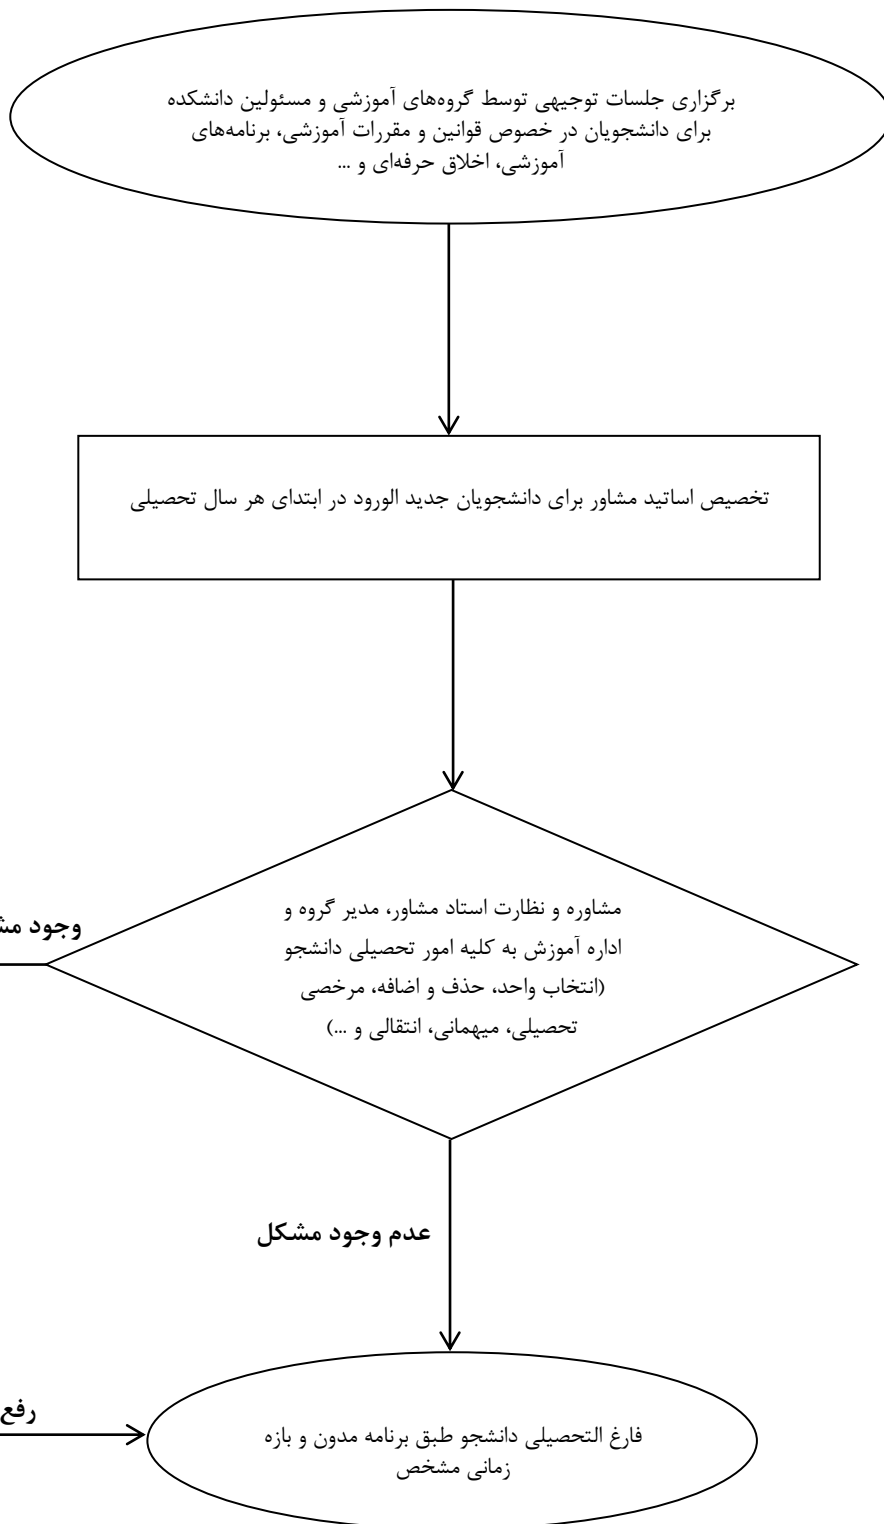 برگزاری جلسات توجیهی توسط گروه‌های آموزشی و مسئولین دانشکده
برای دانشجویان در خصوص قوانین و مقررات آموزشی، برنامه‌های
آموزشی، اخلاق حرفه‌ای و ...
تخصیص اساتید مشاور برای دانشجویان جدید الورود در ابتدای هر سال تحصیلی
مشاوره و نظارت استاد مشاور، مدیر گروه و
اداره آموزش به کلیه امور تحصیلی دانشجو
(انتخاب واحد، حذف و اضافه، مرخصی
تحصیلی، میهمانی، انتقالی و ...)
وجود
عدم وجود مشکل
رفع
فارغ التحصیلی دانشجو طبق برنامه مدون و بازه
زمانی مشخص